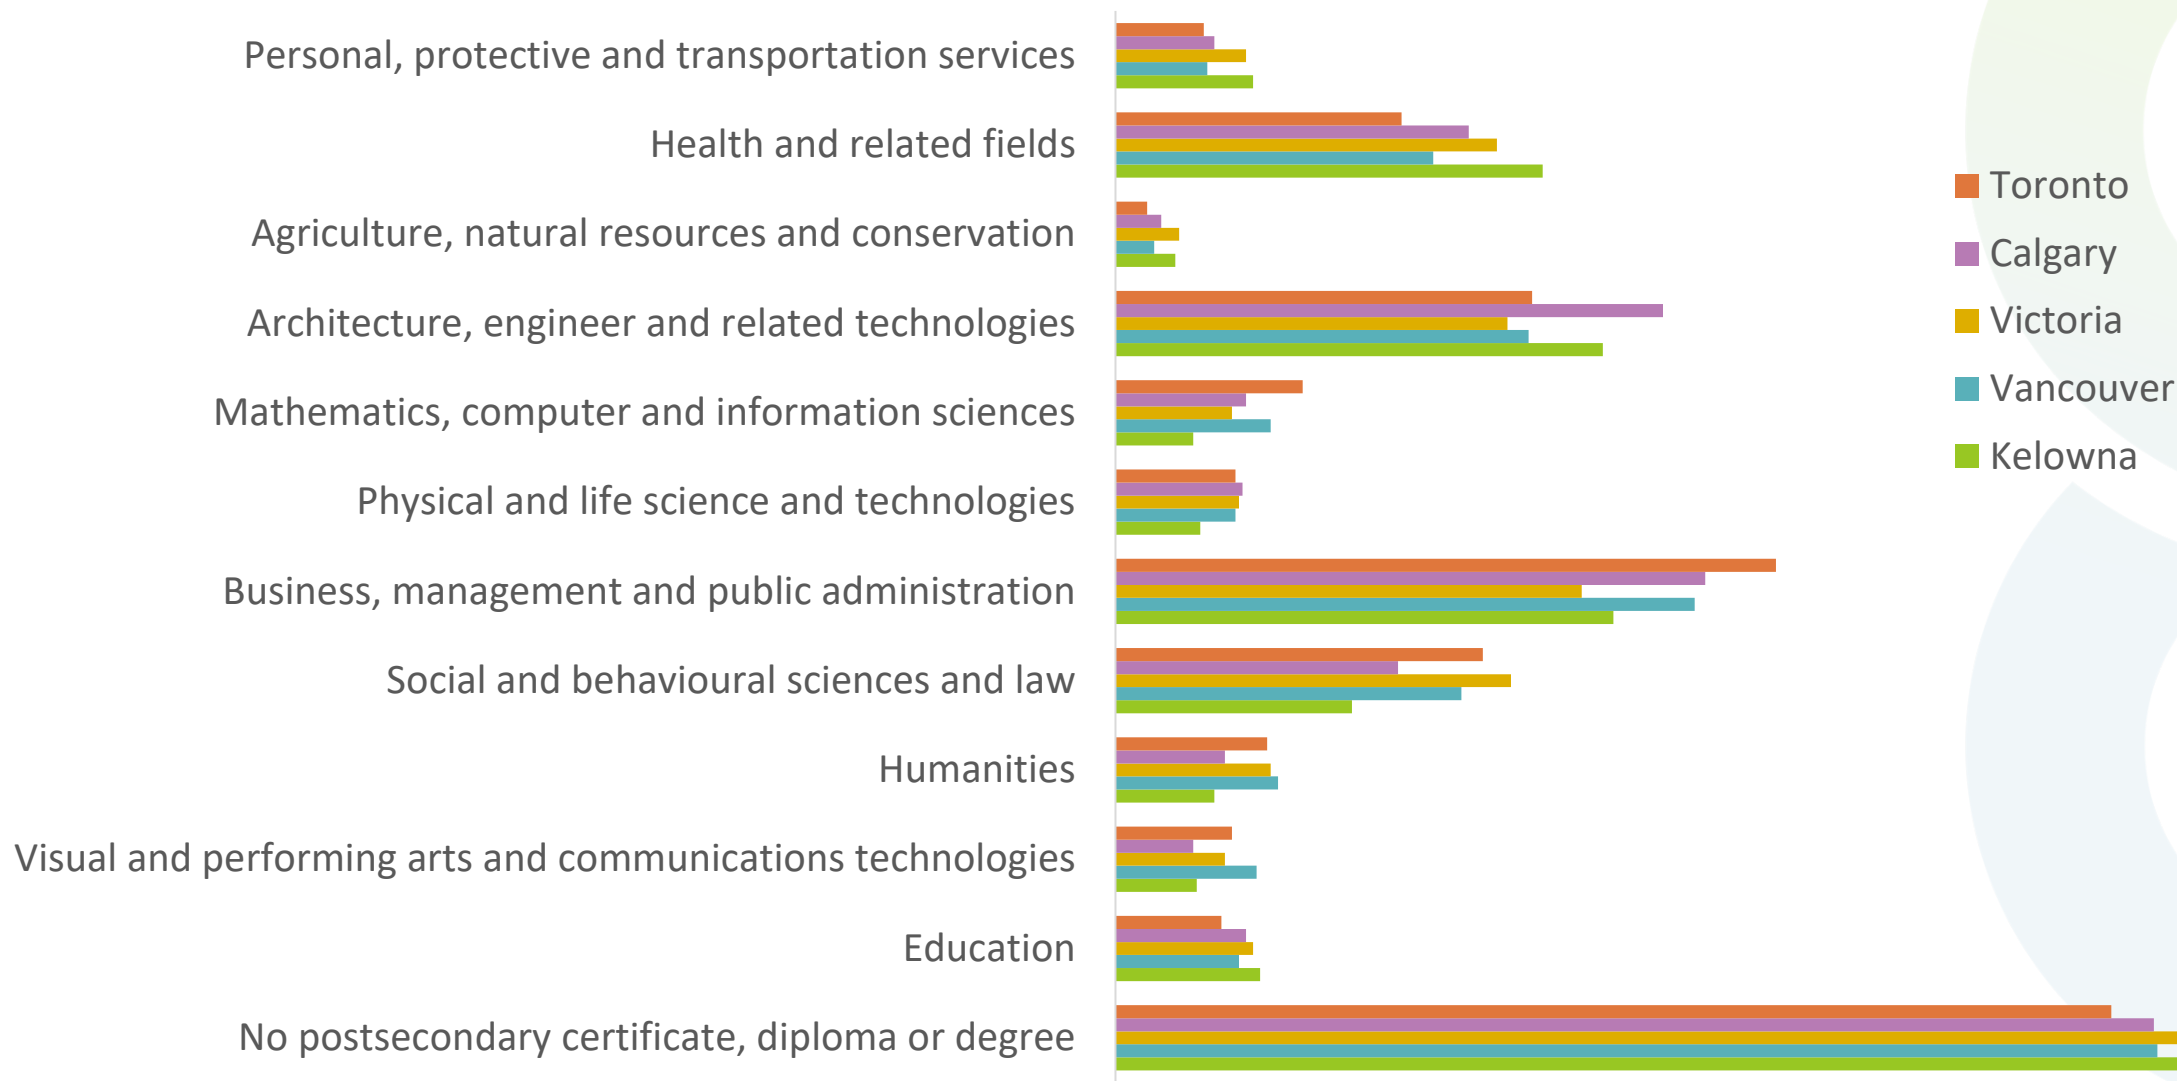 Personal, protective and transportation services
Health and related fields
Agriculture, natural resources and conservation
Architecture, engineer and related technologies
Mathematics, computer and information sciences
Physical and life science and technologies
Business, management and public administration
Social and behavioural sciences and law
Humanities
Visual and performing arts and communications technologies
Education
No postsecondary certificate, diploma or degree
Toronto
Calgary
Victoria
Vancouver
Kelowna